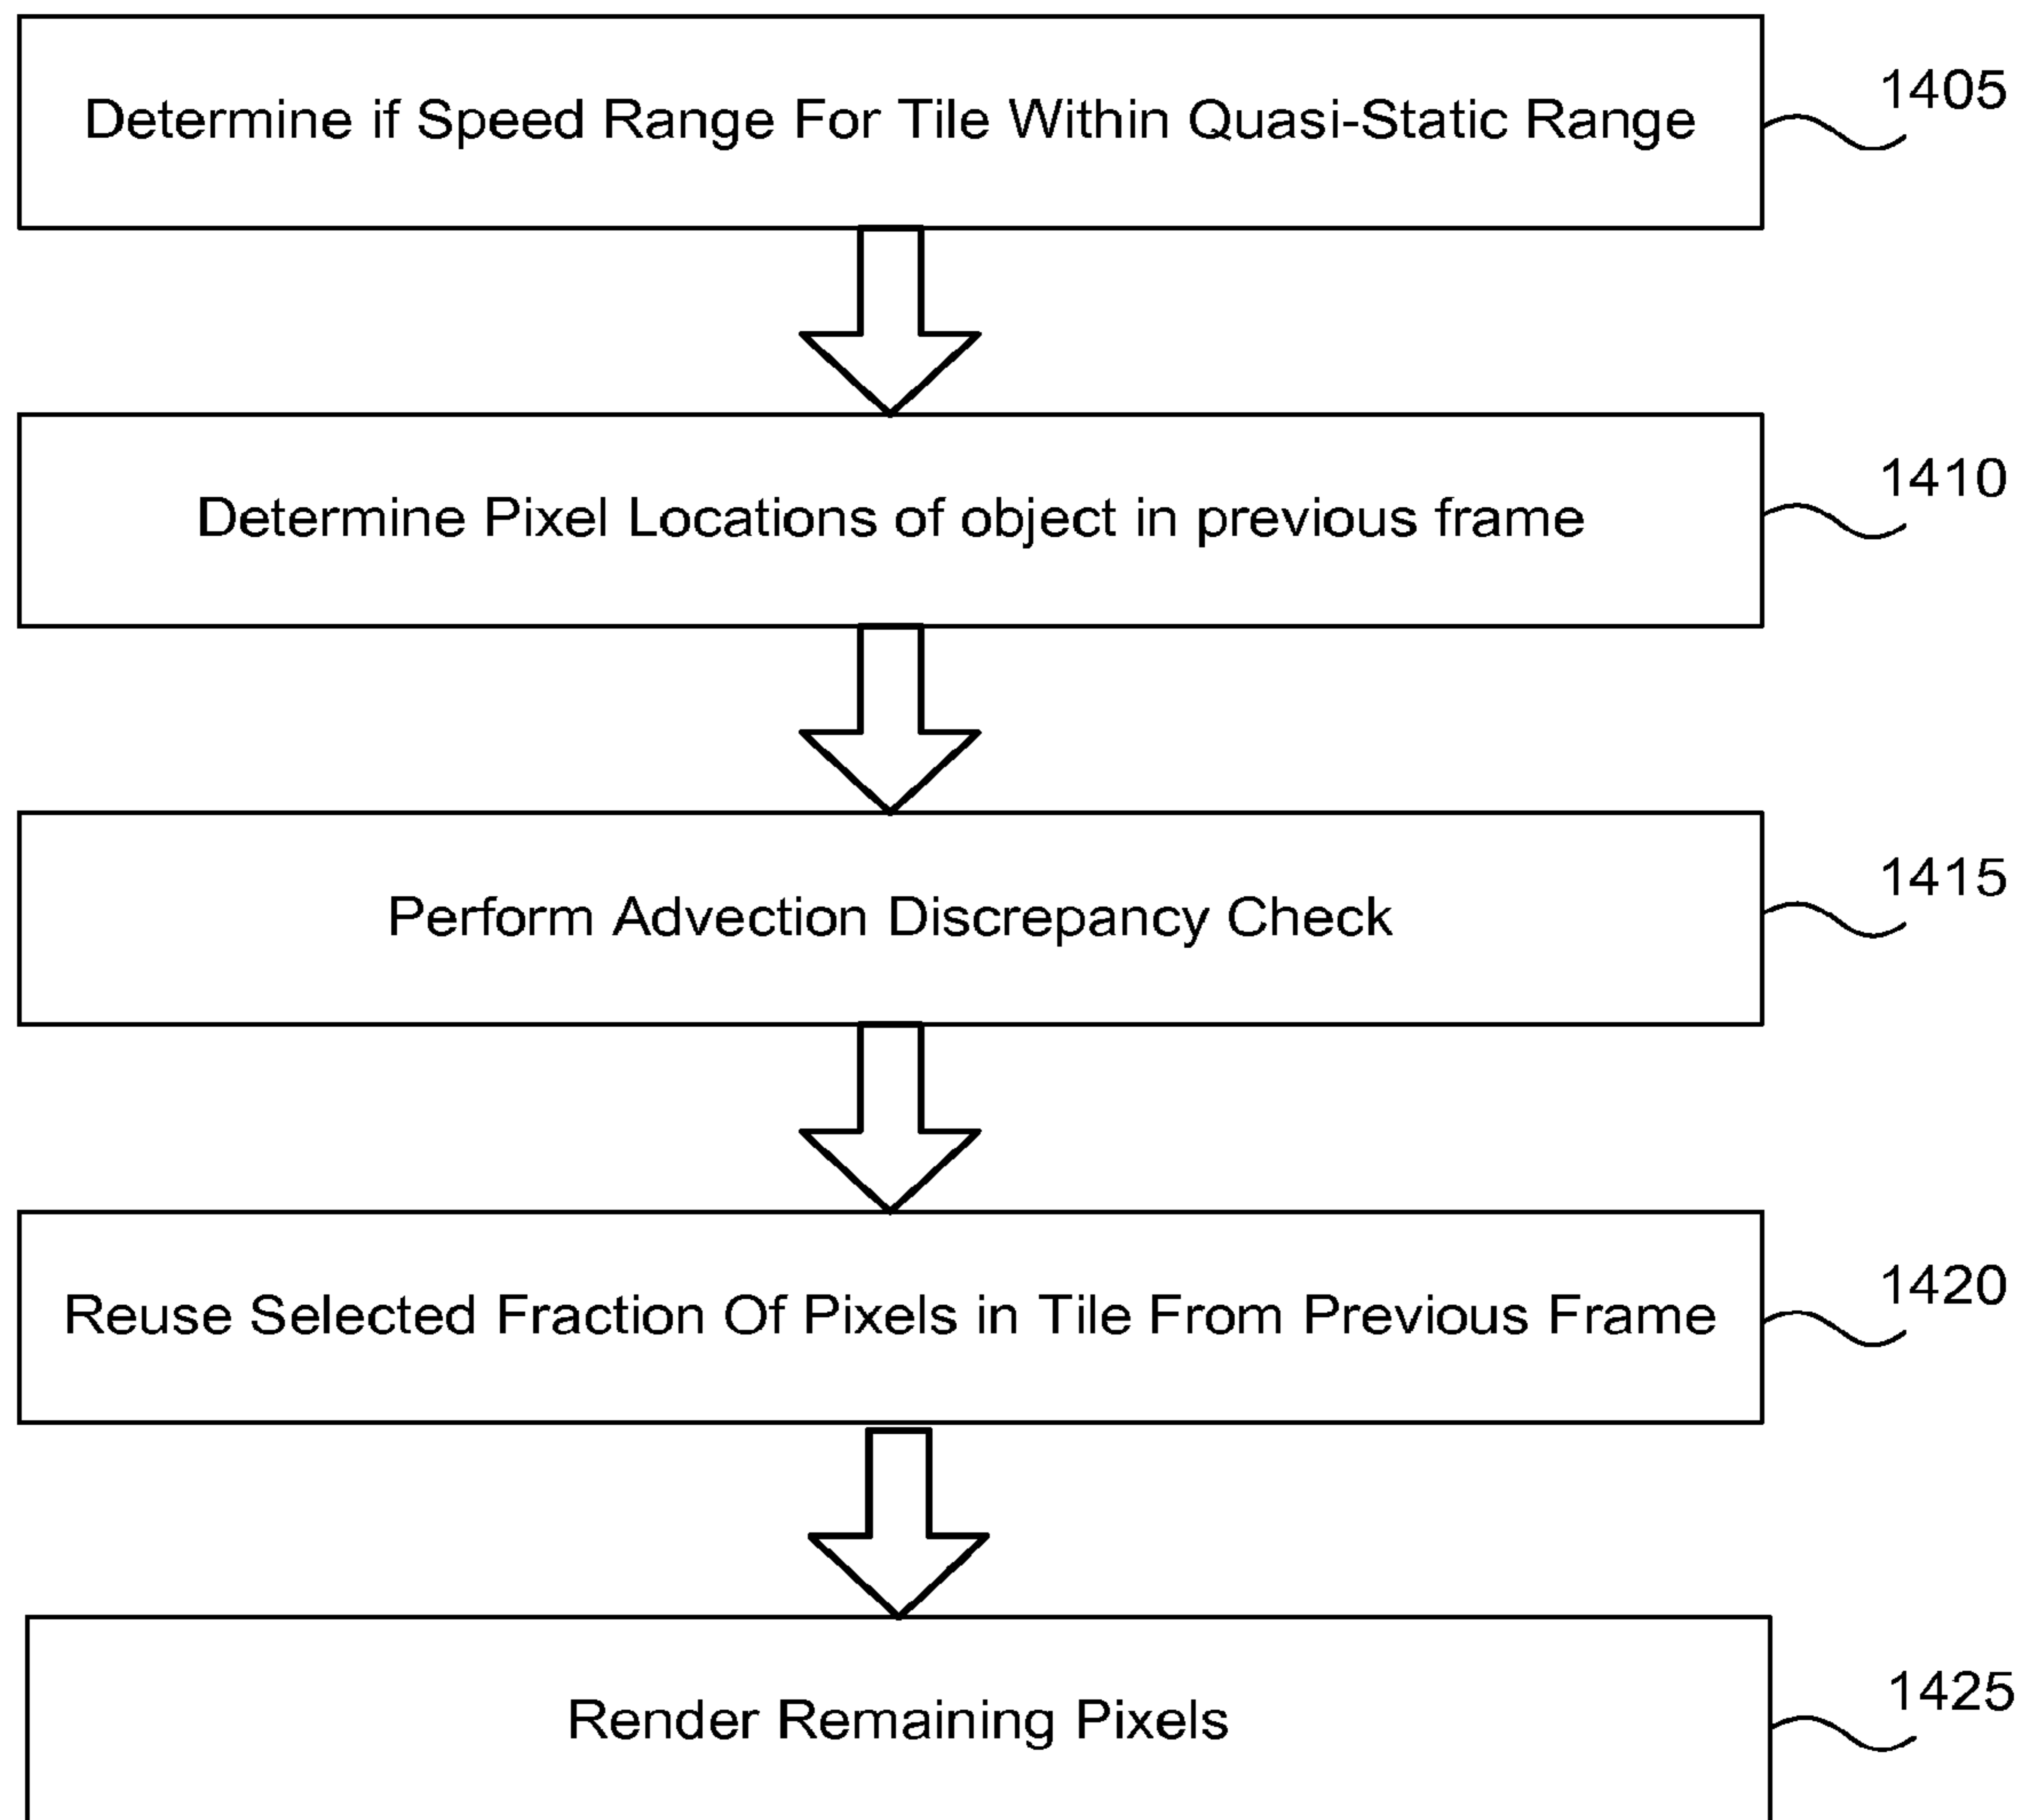 Determine if Speed Range For Tile Within Quasi-Static Range
1405
Determine Pixel Locations of object in previous frame
1410
Perform Advection Discrepancy Check
1415
Reuse Selected Fraction Of Pixels in Tile From Previous Frame
1420
Render Remaining Pixels
1425